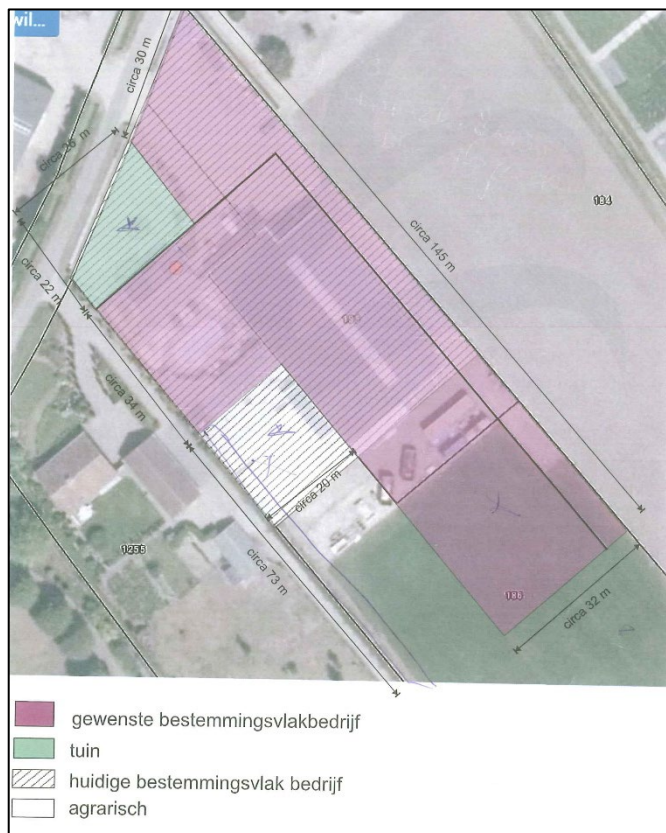 wil...
circa 30 m
circa 26 m
184
circa 22 m
circa 145 m
circa 34 m
circa 20 m
1255
circa 73 m
186
circa 32 m
gewenste bestemmingsvlakbedrijf
tuin
huidige bestemmingsvlak bedrijf
agrarisch